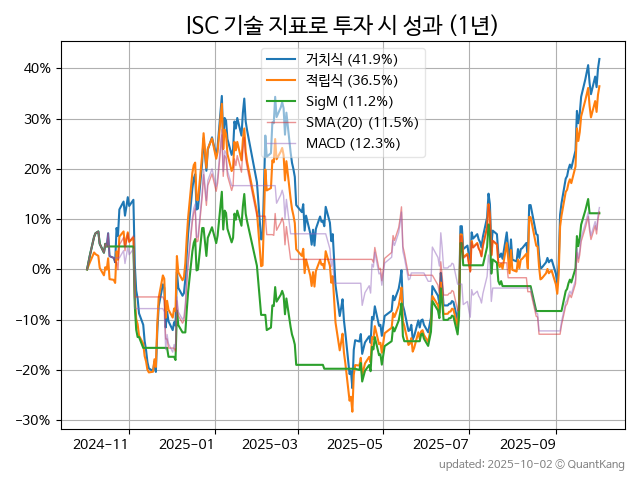 ISC 기술 지표로 투자 시 성과 (1년)
거치식 (41.9%)
적립식 (36.5%)
SigM (11.2%)
SMA(20) (11.5%)
MACD (12.3%)
40%
30%
20%
10%
0%
−10%
−20%
−30%
2024-11 2025-01 2025-03 2025-05 2025-07 2025-09
updated: 2025-10-02 © QuantKang